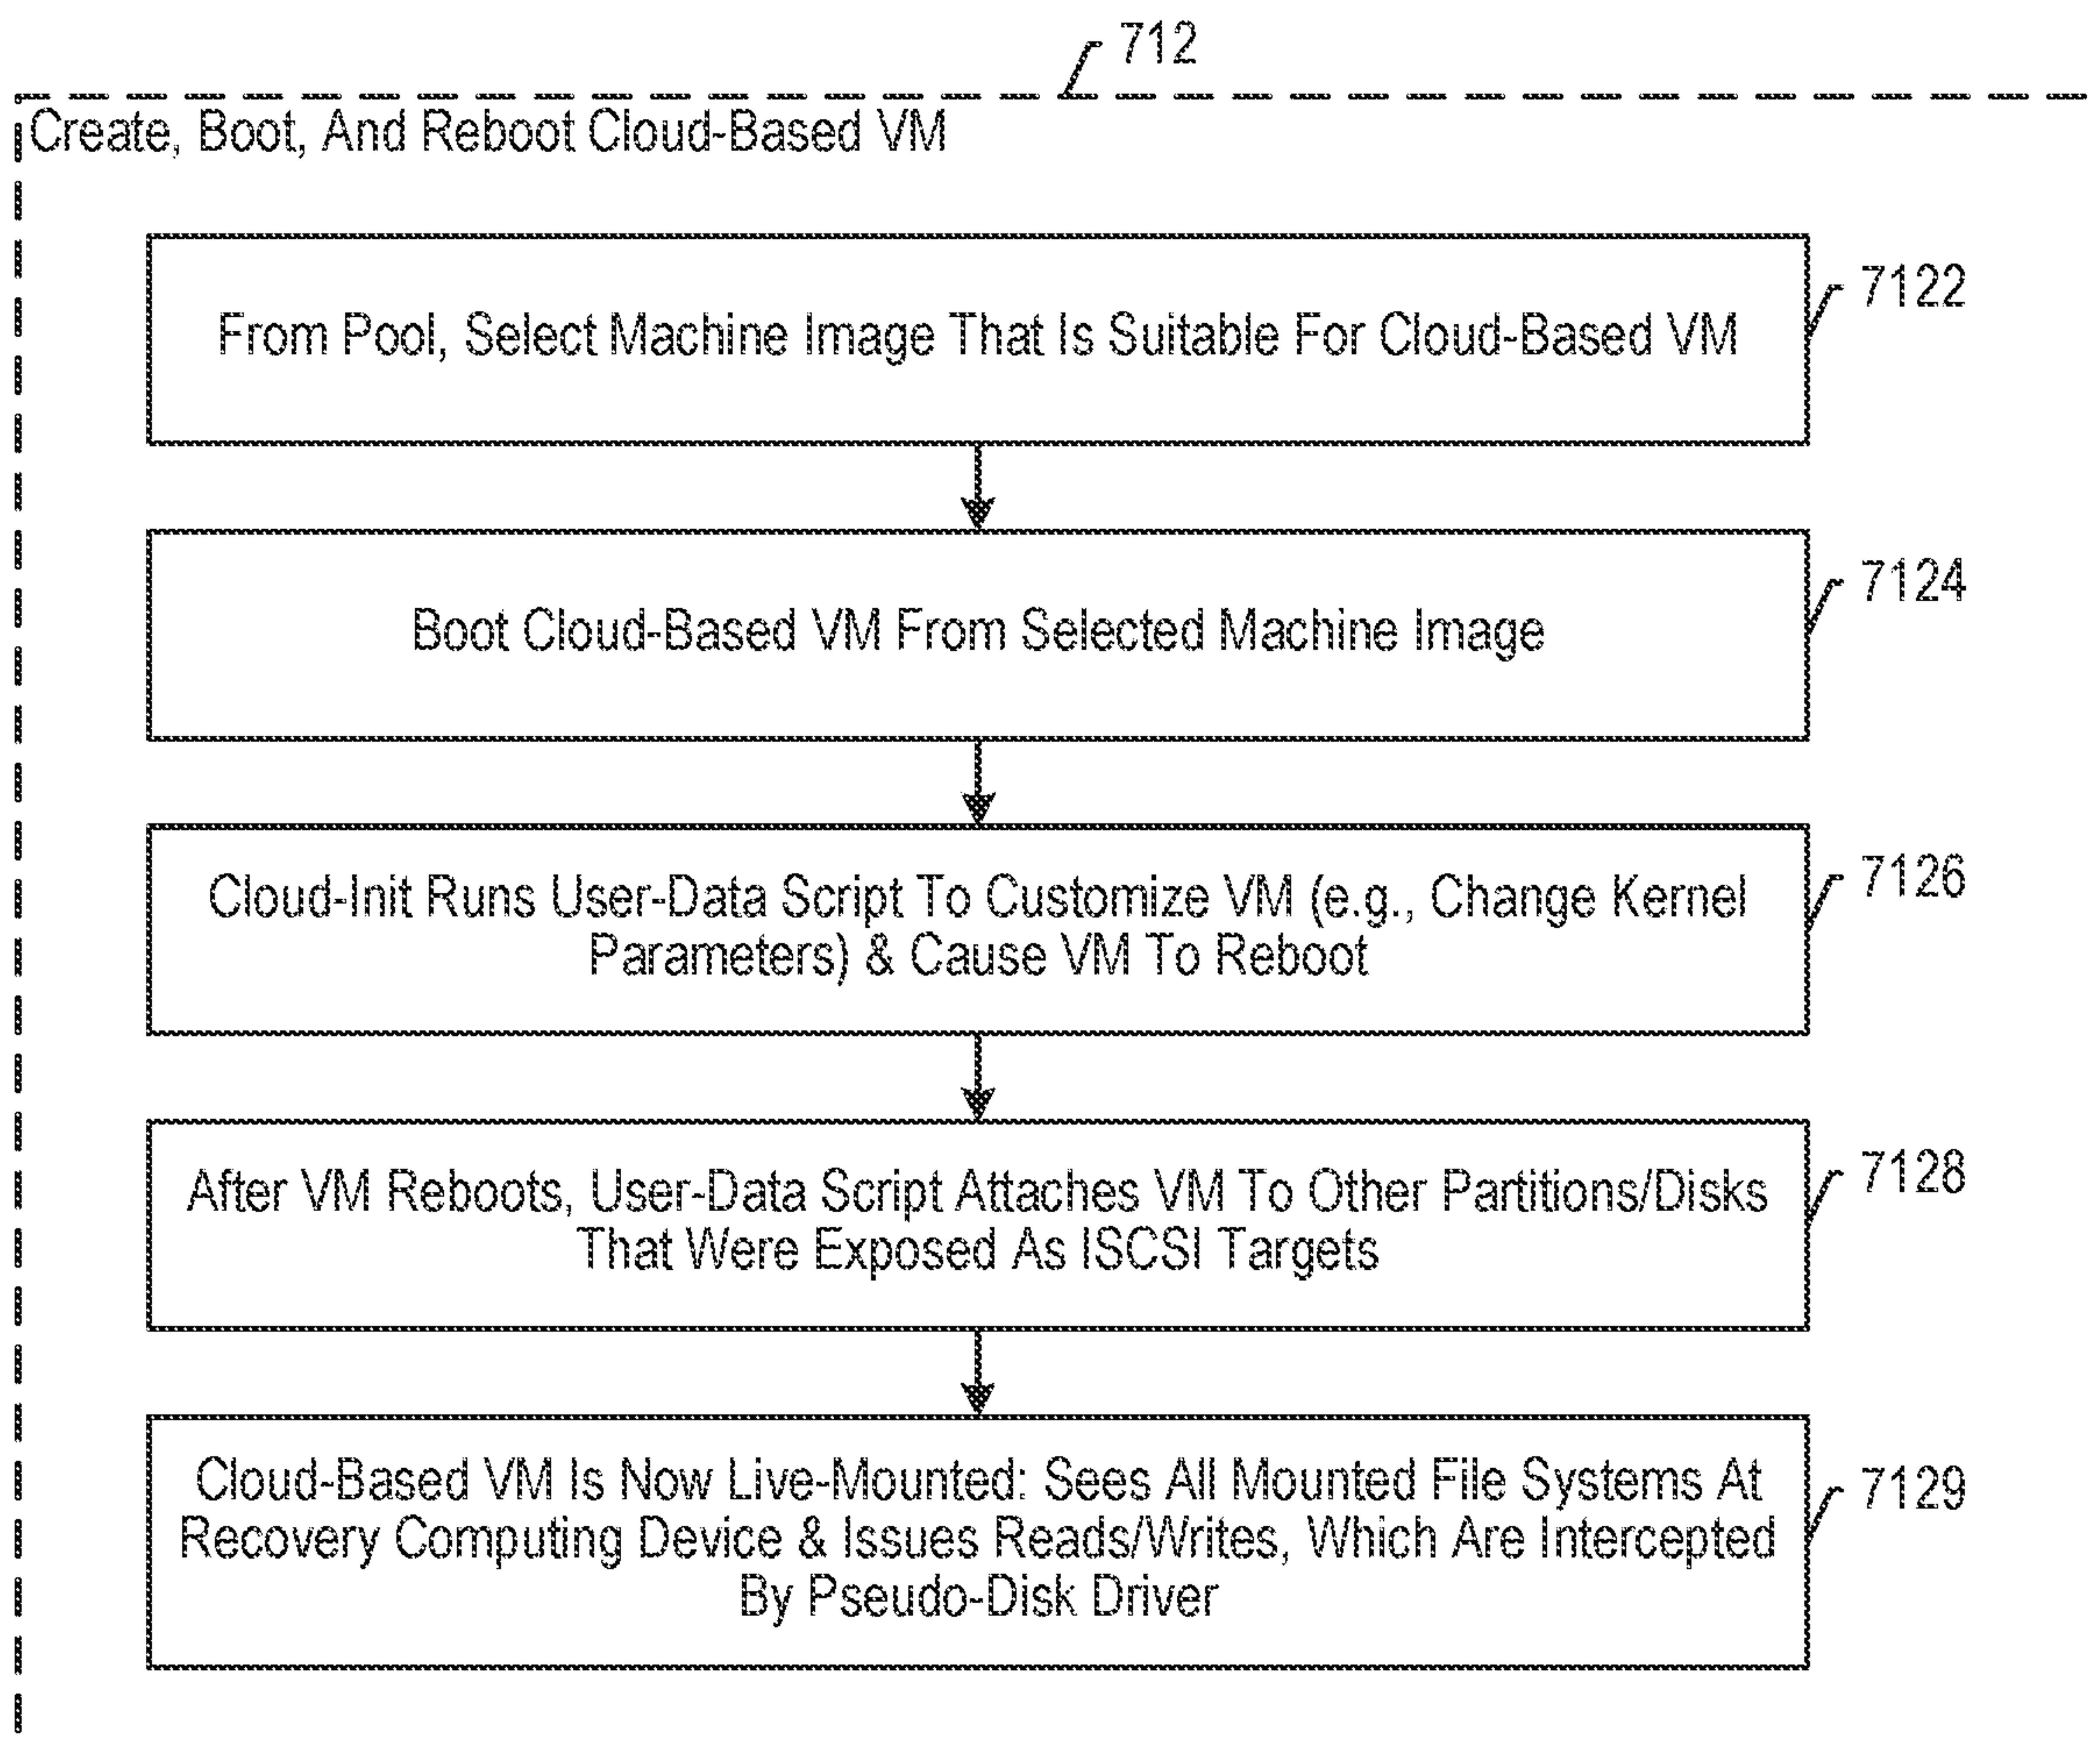 712
Create, Boot, And Reboot Cloud-Based VM
From Pool, Select Machine Image That Is Suitable For Cloud-Based VM
7122
Boot Cloud-Based VM From Selected Machine Image
7124
Cloud-Init Runs User-Data Script To Customize VM (e.g., Change Kernel
Parameters) & Cause VM To Reboot
7126
After VM Reboots, User-Data Script Attaches VM To Other Partitions/Disks
That Were Exposed As ISCSI Targets
7128
Cloud-Based VM Is Now Live-Mounted: Sees All Mounted File Systems At
Recovery Computing Device & Issues Reads/Writes, Which Are Intercepted
By Pseudo-Disk Driver
7129